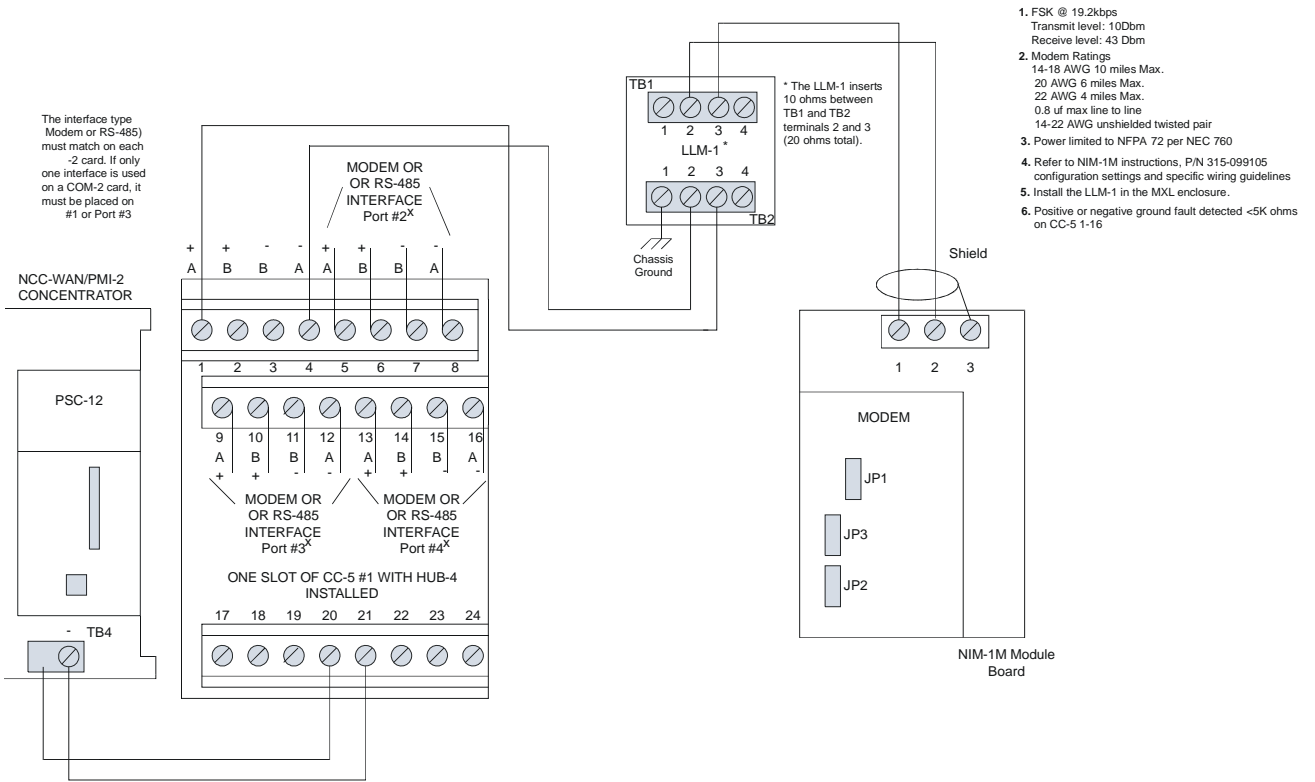 The interface type
Modem or RS-485)
must match on each
-2 card. If only
one interface is used
on a COM-2 card, it
must be placed on
#1 or Port #3
NCC-WAN/PMI-2
CONCENTRATOR
PSC-12
- TB4
MODEM OR
OR RS-485
INTERFACE
Port #2X
+ + - - + + - -
A B B A A B B A
1 2 3 4 5 6 7 8
9 10 11 12 13 14 15 16
A B B A A B B A
+ + - - + + - -
MODEM OR
OR RS-485
INTERFACE
Port #3X
MODEM OR
OR RS-485
INTERFACE
Port #4X
ONE SLOT OF CC-5 #1 WITH HUB-4
INSTALLED
17 18 19 20 21 22 23 24
TB1
1 2 3 4
LLM-1 *
1 2 3 4
TB2
Chassis
Ground
* The LLM-1 inserts
10 ohms between
TB1 and TB2
terminals 2 and 3
(20 ohms total).
Shield
1 2 3
MODEM
JP1
JP3
JP2
NIM-1M Module
Board
1. FSK @ 19.2kbps
Transmit level: 10Dbm
Receive level: 43 Dbm
2. Modem Ratings
14-18 AWG 10 miles Max.
20 AWG 6 miles Max.
22 AWG 4 miles Max.
0.8 uf max line to line
14-22 AWG unshielded twisted pair
3. Power limited to NFPA 72 per NEC 760
4. Refer to NIM-1M instructions, P/N 315-099105
configuration settings and specific wiring guidelines
5. Install the LLM-1 in the MXL enclosure.
6. Positive or negative ground fault detected <5K ohms
on CC-5 1-16